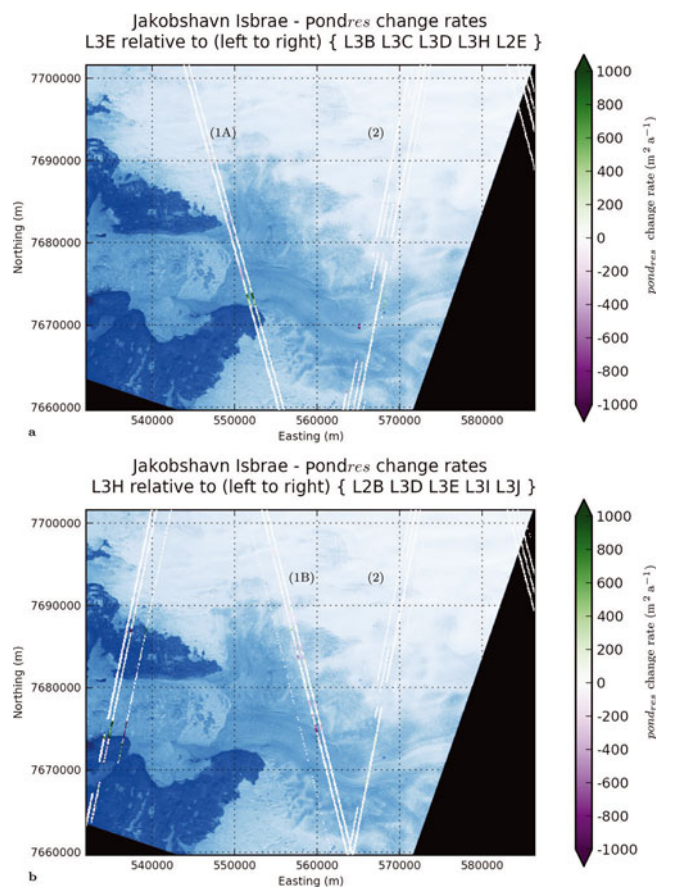 Jakobshavn Isbrae - pondres change rates
L3E relative to (left to right) { L3B L3C L3D L3H L2E }
7700000
7690000
7680000
7670000
7660000
Northing (m)
(1A)
(2)
540000 550000 560000 570000 580000
Easting (m)
1000
800
600
400
200
0
-200
-400
-600
-800
-1000
pondres change rate (m² a⁻¹)
a
Jakobshavn Isbrae - pondres change rates
L3H relative to (left to right) { L2B L3D L3E L3I L3J }
7700000
7690000
7680000
7670000
7660000
Northing (m)
(1B)
(2)
540000 550000 560000 570000 580000
Easting (m)
1000
800
600
400
200
0
-200
-400
-600
-800
-1000
pondres change rate (m² a⁻¹)
b